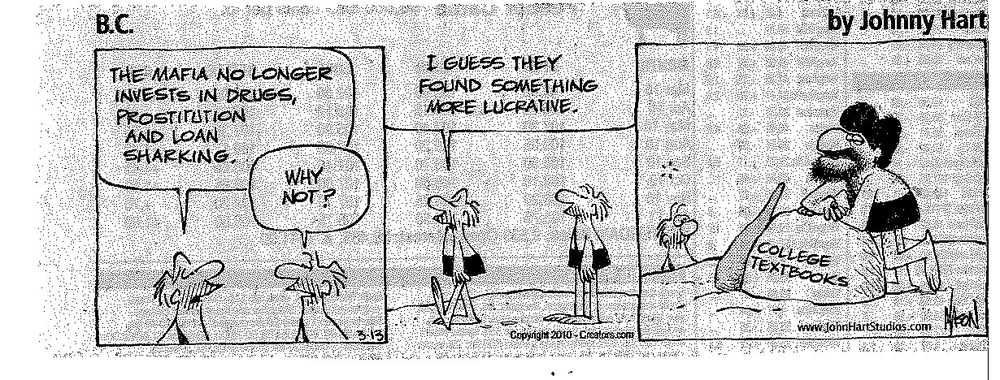 B.C.
by Johnny Hart
THE MAFIA NO LONGER
INVESTS IN DRUGS,
PROSTITUTION
AND LOAN
SHARKING.
WHY
NOT?
3-13
I GUESS THEY
FOUND SOMETHING
MORE LUCRATIVE.
Copyright 2010 - Creators.com
COLLEGE
TEXTBOOKS
www.JohnHartStudios.com